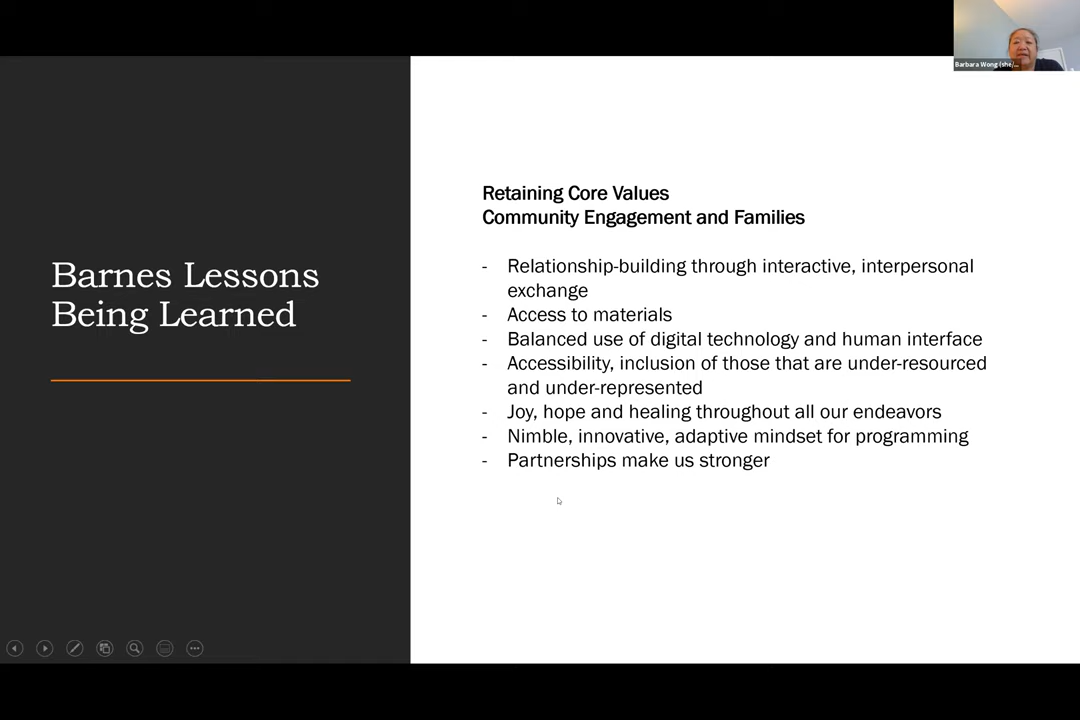 Barbara Wong (she/...
Barnes Lessons
Being Learned
Retaining Core Values
Community Engagement and Families
- Relationship-building through interactive, interpersonal
exchange
- Access to materials
- Balanced use of digital technology and human interface
- Accessibility, inclusion of those that are under-resourced
and under-represented
- Joy, hope and healing throughout all our endeavors
- Nimble, innovative, adaptive mindset for programming
- Partnerships make us stronger